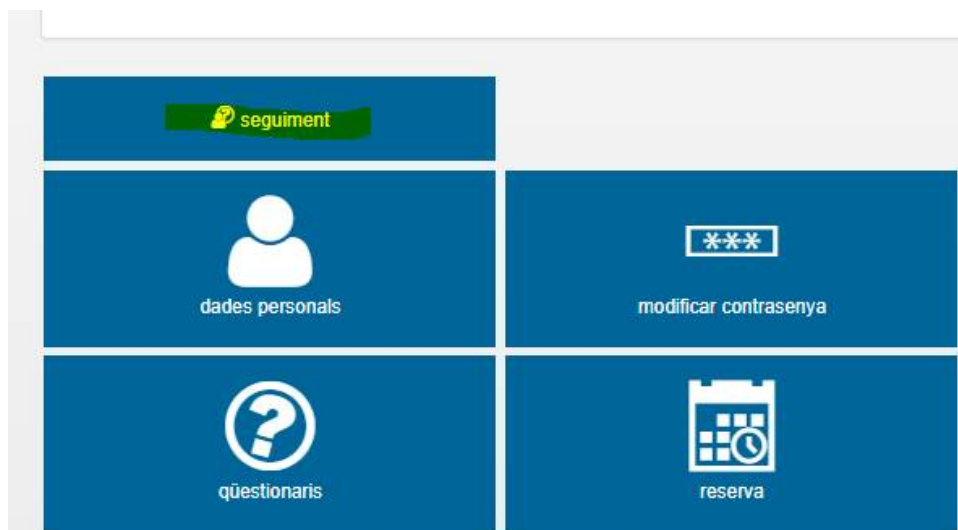 seguiment
dades personals
***
modificar contrasenya
qüestionaris
reserva